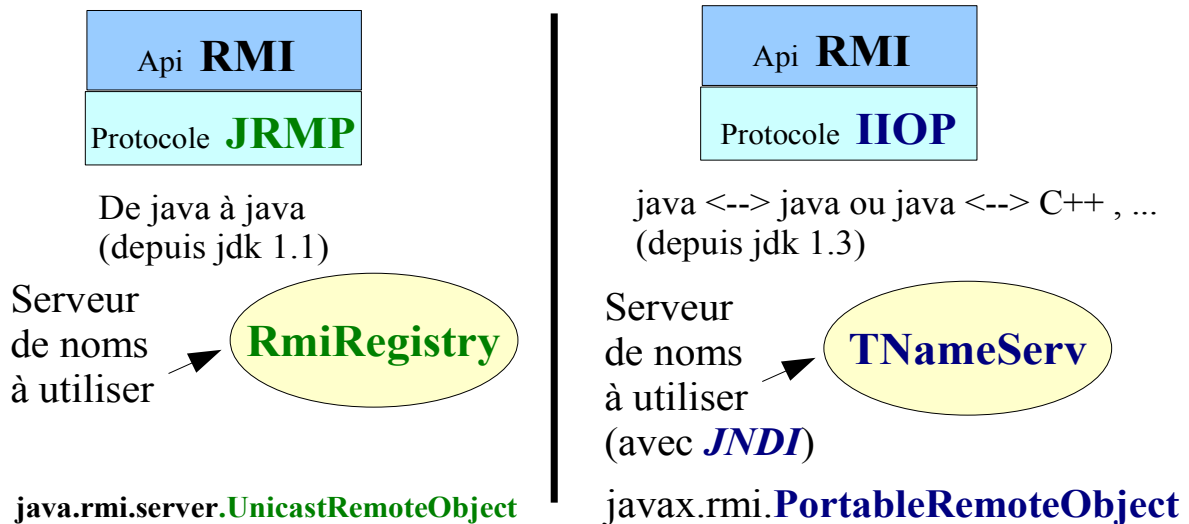 Api RMI
Protocole JRMP
De java à java
(depuis jdk 1.1)
Serveur
de noms
à utiliser
RmiRegistry
java.rmi.server.UnicastRemoteObject
Api RMI
Protocole IIOP
java <--> java ou java <--> C++ , ...
(depuis jdk 1.3)
Serveur
de noms
à utiliser
(avec JNDI)
TNameServ
javax.rmi.PortableRemoteObject